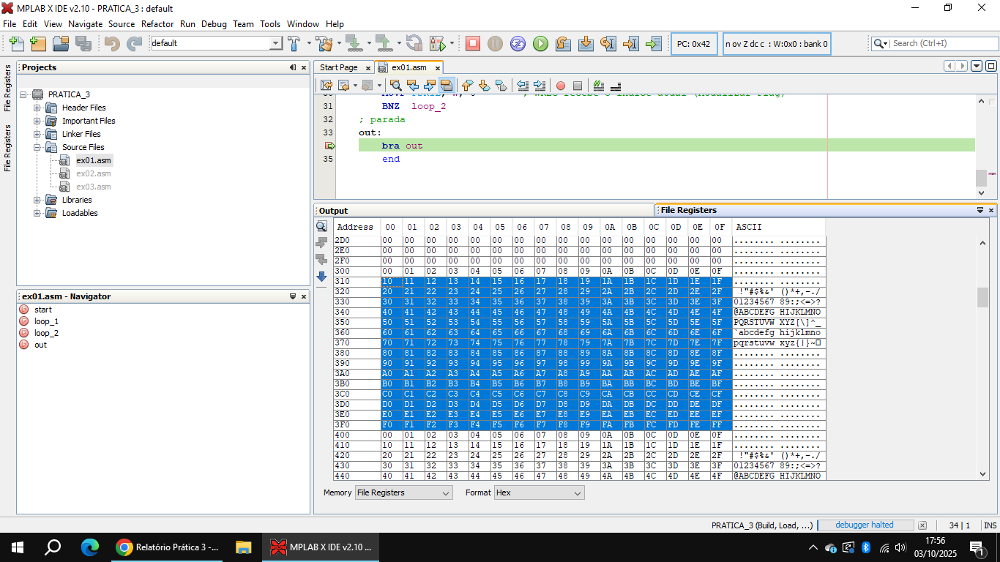 MPLAB X IDE v2.10 - PRATICA_3 : default
File Edit View Navigate Source Refactor Run Debug Team Tools Window Help
default PC: 0x42 n ov Z dc c : W:0x0 : bank 0 Search (Ctrl+I)
File Registers
File Registers
Projects
PRATICA_3
Header Files
Important Files
Linker Files
Source Files
ex01.asm
ex02.asm
ex03.asm
Libraries
Loadables
ex01.asm - Navigator
start
loop_1
loop_2
out
Start Page ex01.asm
31 BNZ loop_2
32 ; parada
33 out:
bra out
35 end
Output File Registers
Address 00 01 02 03 04 05 06 07 08 09 0A 0B 0C 0D 0E 0F ASCII
2D0 00 00 00 00 00 00 00 00 00 00 00 00 00 00 00 00 ........ ........
2E0 00 00 00 00 00 00 00 00 00 00 00 00 00 00 00 00 ........ ........
2F0 00 00 00 00 00 00 00 00 00 00 00 00 00 00 00 00 ........ ........
300 00 01 02 03 04 05 06 07 08 09 0A 0B 0C 0D 0E 0F ........ ........
310 10 11 12 13 14 15 16 17 18 19 1A 1B 1C 1D 1E 1F ........ ........
320 20 21 22 23 24 25 26 27 28 29 2A 2B 2C 2D 2E 2F !"#$%&' ()*+,-./
330 30 31 32 33 34 35 36 37 38 39 3A 3B 3C 3D 3E 3F 01234567 89:;<=>?
340 40 41 42 43 44 45 46 47 48 49 4A 4B 4C 4D 4E 4F @ABCDEFG HIJKLMNO
350 50 51 52 53 54 55 56 57 58 59 5A 5B 5C 5D 5E 5F PQRSTUVW XYZ[\]^_
360 60 61 62 63 64 65 66 67 68 69 6A 6B 6C 6D 6E 6F `abcdefg hijklmno
370 70 71 72 73 74 75 76 77 78 79 7A 7B 7C 7D 7E 7F pqrstuvw xyz{|}~□
380 80 81 82 83 84 85 86 87 88 89 8A 8B 8C 8D 8E 8F ........ ........
390 90 91 92 93 94 95 96 97 98 99 9A 9B 9C 9D 9E 9F ........ ........
3A0 A0 A1 A2 A3 A4 A5 A6 A7 A8 A9 AA AB AC AD AE AF ........ ........
3B0 B0 B1 B2 B3 B4 B5 B6 B7 B8 B9 BA BB BC BD BE BF ........ ........
3C0 C0 C1 C2 C3 C4 C5 C6 C7 C8 C9 CA CB CC CD CE CF ........ ........
3D0 D0 D1 D2 D3 D4 D5 D6 D7 D8 D9 DA DB DC DD DE DF ........ ........
3E0 E0 E1 E2 E3 E4 E5 E6 E7 E8 E9 EA EB EC ED EE EF ........ ........
3F0 F0 F1 F2 F3 F4 F5 F6 F7 F8 F9 FA FB FC FD FE FF ........ ........
400 00 01 02 03 04 05 06 07 08 09 0A 0B 0C 0D 0E 0F ........ ........
410 10 11 12 13 14 15 16 17 18 19 1A 1B 1C 1D 1E 1F ........ ........
420 20 21 22 23 24 25 26 27 28 29 2A 2B 2C 2D 2E 2F !"#$%&' ()*+,-./
430 30 31 32 33 34 35 36 37 38 39 3A 3B 3C 3D 3E 3F 01234567 89:;<=>?
440 40 41 42 43 44 45 46 47 48 49 4A 4B 4C 4D 4E 4F @ABCDEFG HIJKLMNO
Memory File Registers Format Hex
PRATICA_3 (Build, Load, ...) debugger halted 34 | 1 INS
Relatório Prática 3 -... MPLAB X IDE v2.10 ...
17:56
03/10/2025
1